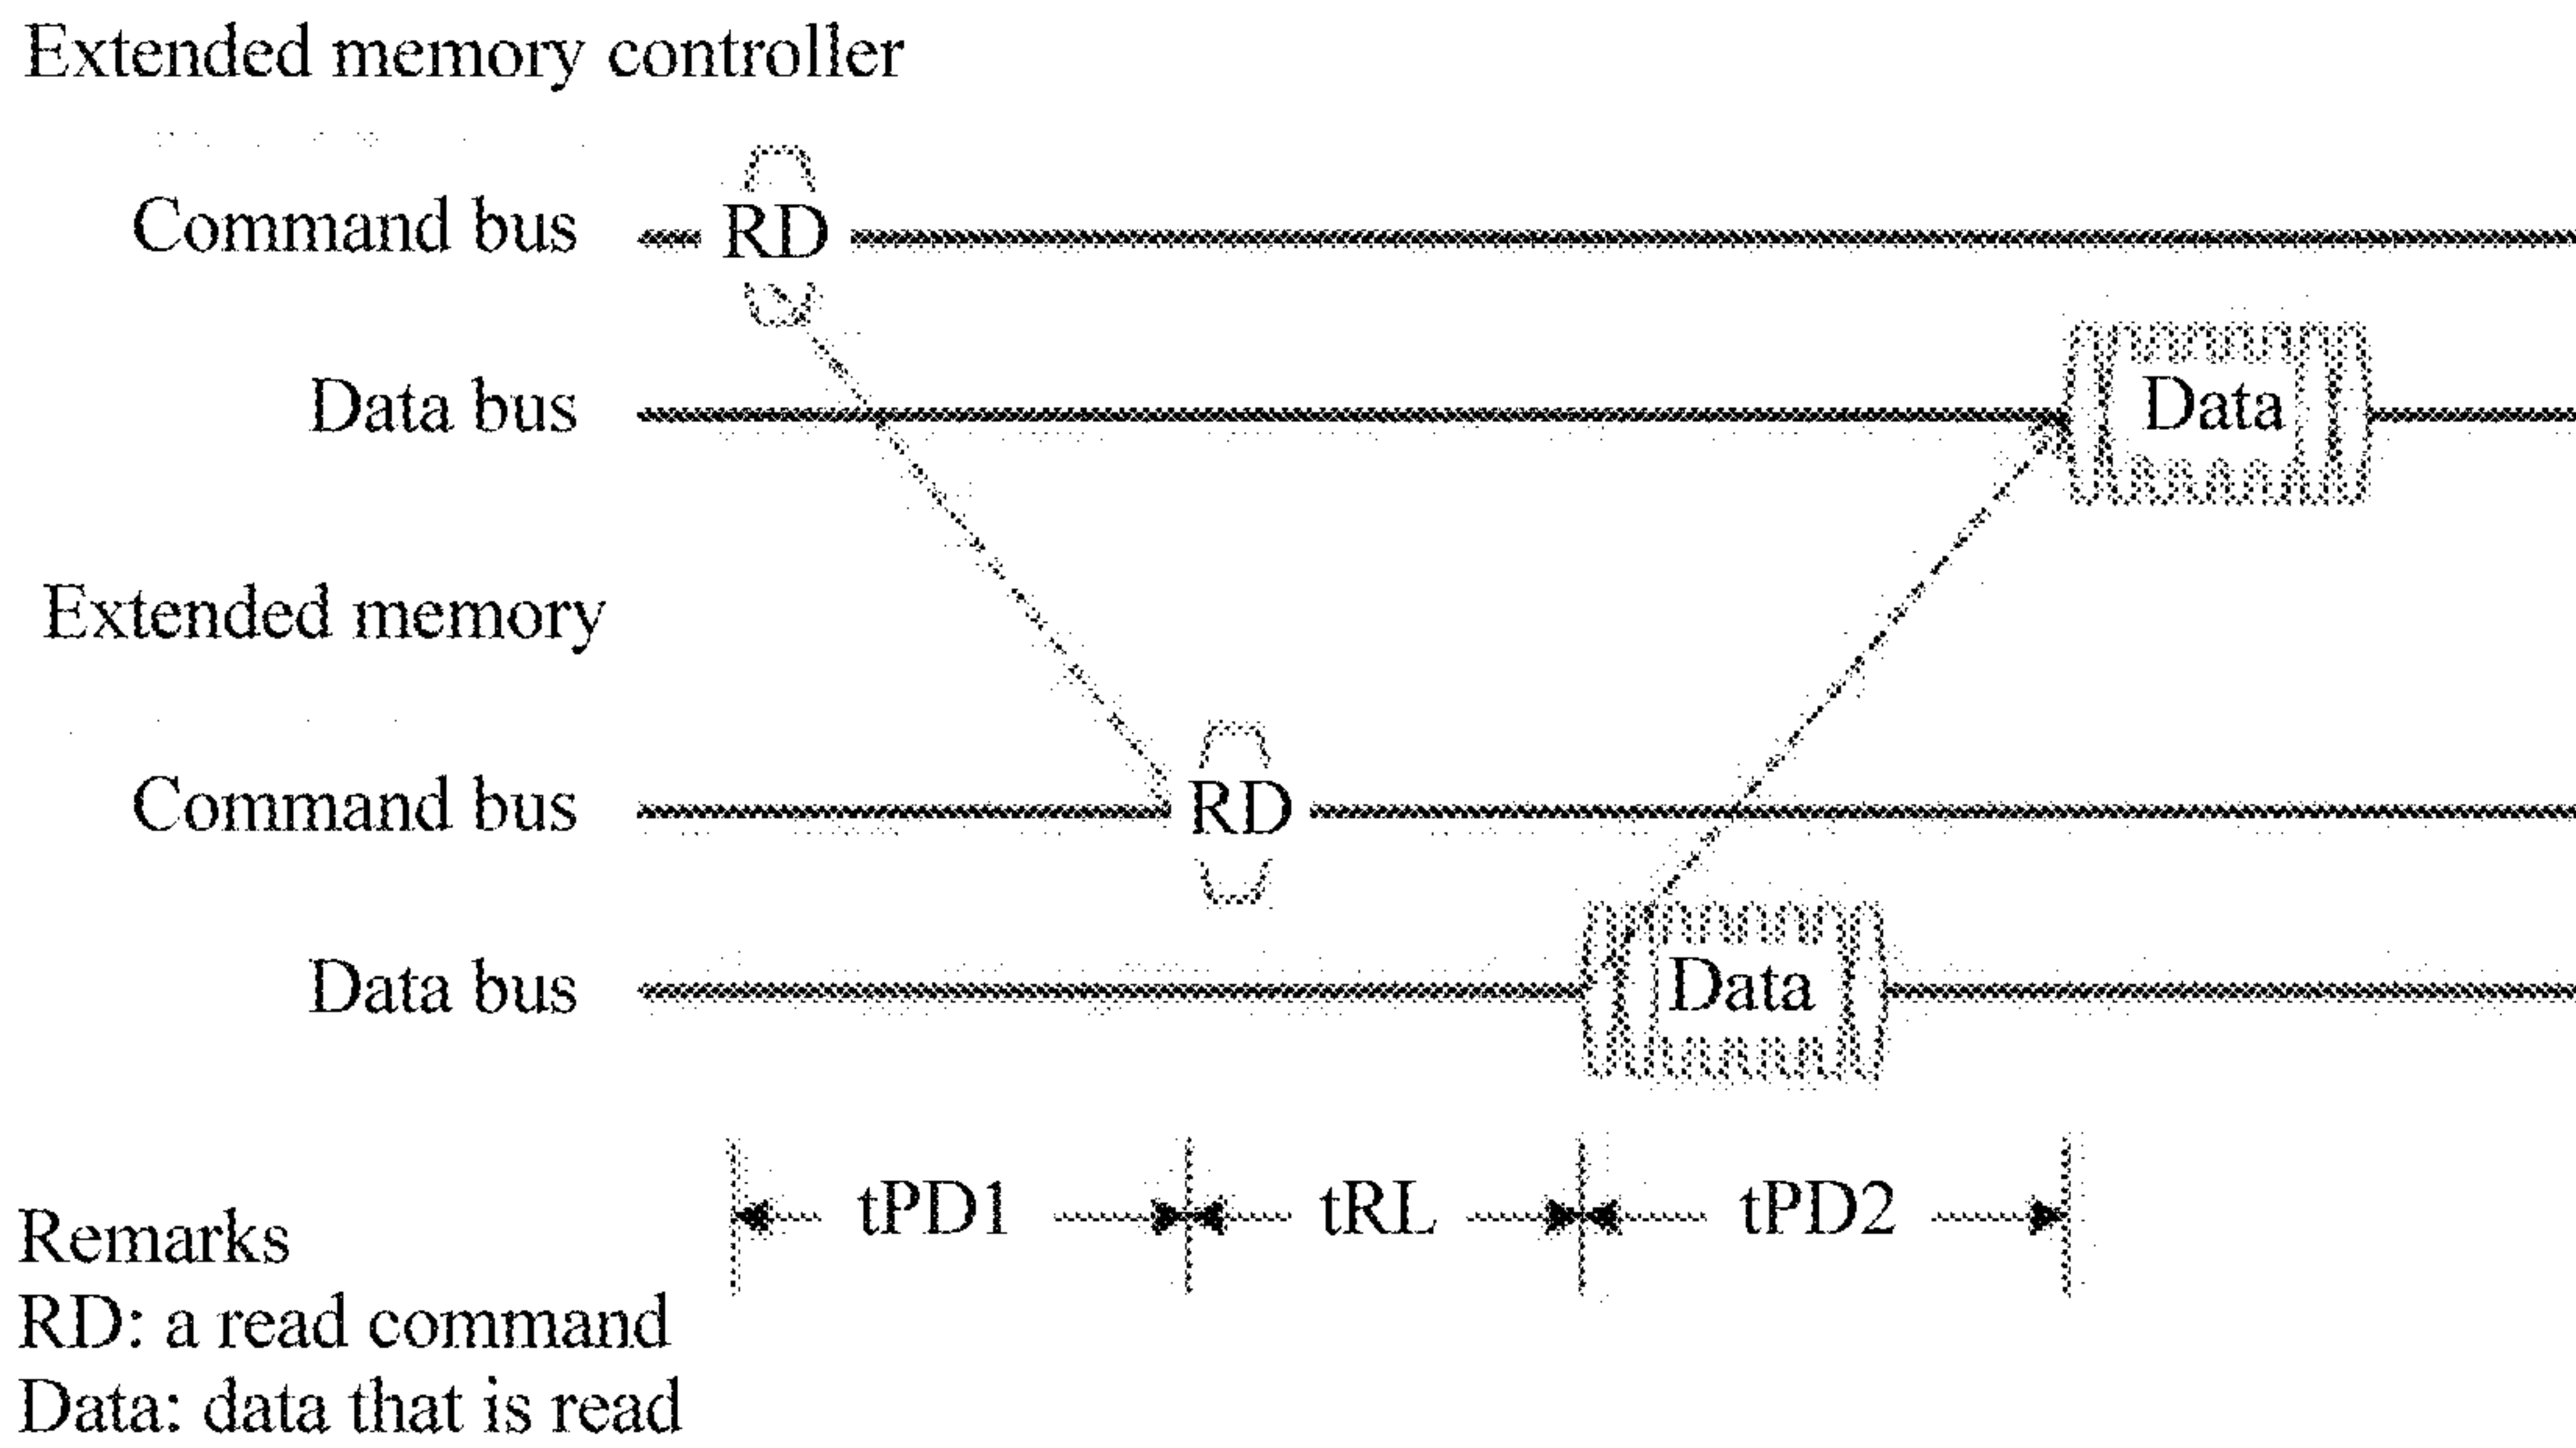 Extended memory controller
Command bus RD
Data bus Data
Extended memory
Command bus RD
Data bus Data
tPD1 tRL tPD2
Remarks
RD: a read command
Data: data that is read